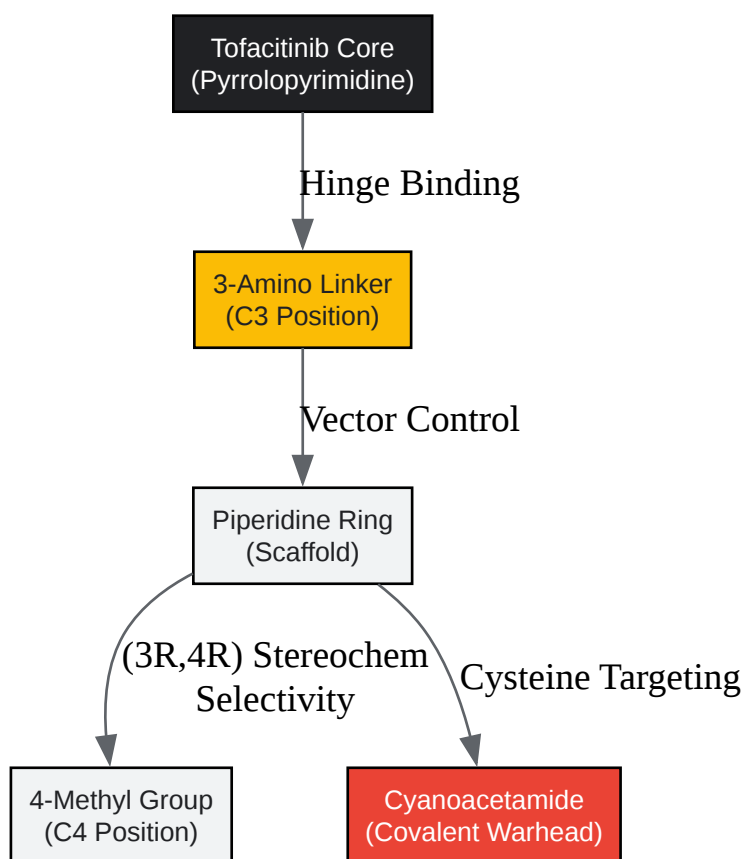 Tofacitinib Core
(Pyrrolopyrimidine)
Hinge Binding
3-Amino Linker
(C3 Position)
Vector Control
Piperidine Ring
(Scaffold)
(3R,4R) Stereochem
Selectivity
Cysteine Targeting
4-Methyl Group
(C4 Position)
Cyanoacetamide
(Covalent Warhead)